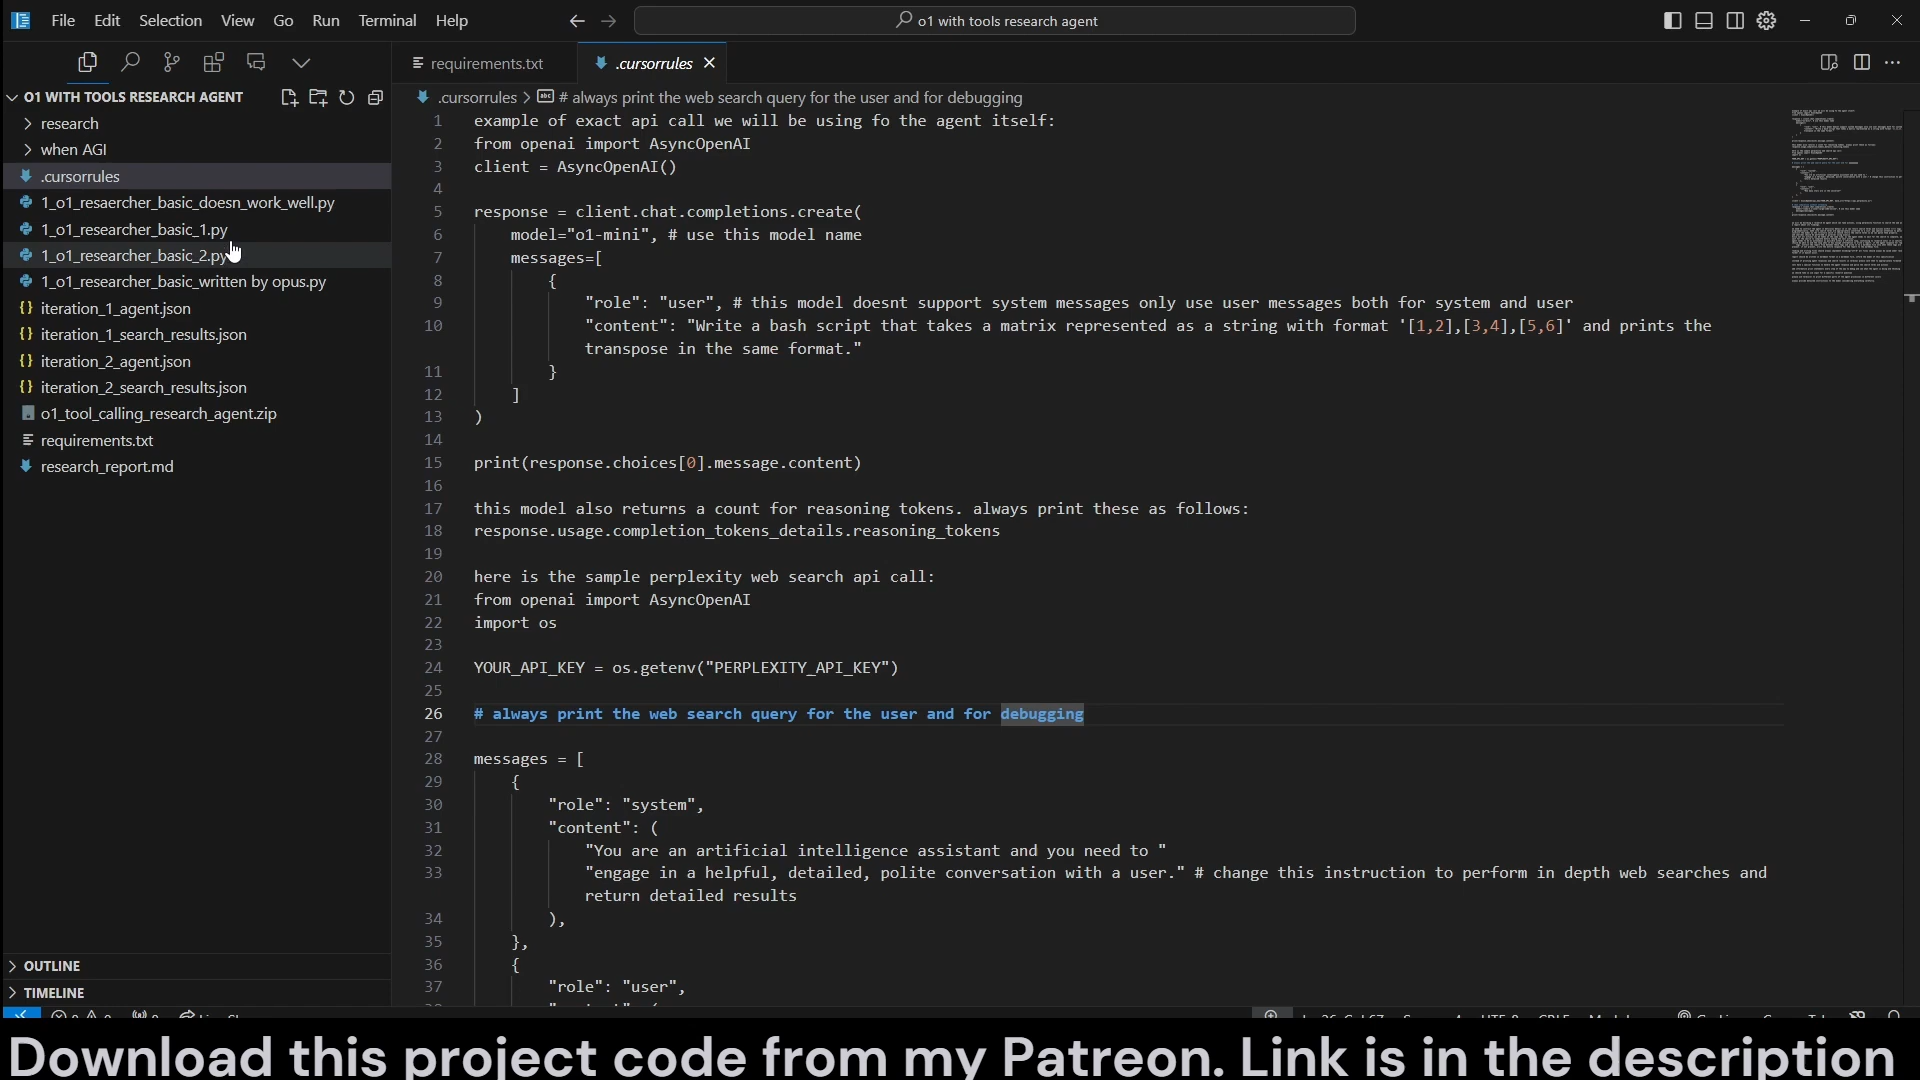 File Edit Selection View Go Run Terminal Help
o1 with tools research agent
O1 WITH TOOLS RESEARCH AGENT
research
when AGI
.cursorrules
1_o1_resaercher_basic_doesn_work_well.py
1_o1_researcher_basic_1.py
1_o1_researcher_basic_2.py
1_o1_researcher_basic_written by opus.py
iteration_1_agent.json
iteration_1_search_results.json
iteration_2_agent.json
iteration_2_search_results.json
o1_tool_calling_research_agent.zip
requirements.txt
research_report.md
OUTLINE
TIMELINE
requirements.txt
.cursorrules
.cursorrules > # always print the web search query for the user and for debugging
1 example of exact api call we will be using fo the agent itself:
2 from openai import AsyncOpenAI
3 client = AsyncOpenAI()
4
5 response = client.chat.completions.create(
6 model="o1-mini", # use this model name
7 messages=[
8 {
9 "role": "user", # this model doesnt support system messages only use user messages both for system and user
10 "content": "Write a bash script that takes a matrix represented as a string with format '[1,2],[3,4],[5,6]' and prints the
transpose in the same format."
11 }
12 ]
13 )
14
15 print(response.choices[0].message.content)
16
17 this model also returns a count for reasoning tokens. always print these as follows:
18 response.usage.completion_tokens_details.reasoning_tokens
19
20 here is the sample perplexity web search api call:
21 from openai import AsyncOpenAI
22 import os
23
24 YOUR_API_KEY = os.getenv("PERPLEXITY_API_KEY")
25
26 # always print the web search query for the user and for debugging
27
28 messages = [
29 {
30 "role": "system",
31 "content": (
32 "You are an artificial intelligence assistant and you need to "
33 "engage in a helpful, detailed, polite conversation with a user." # change this instruction to perform in depth web searches and
return detailed results
34 ),
35 },
36 {
37 "role": "user",
Download this project code from my Patreon. Link is in the description